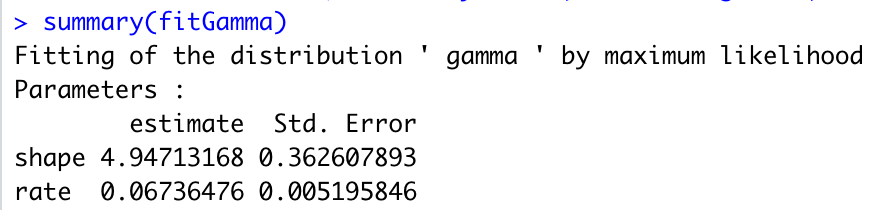 > summary(fitGamma)
Fitting of the distribution ' gamma ' by maximum likelihood
Parameters :
estimate Std. Error
shape 4.94713168 0.362607893
rate 0.06736476 0.005195846